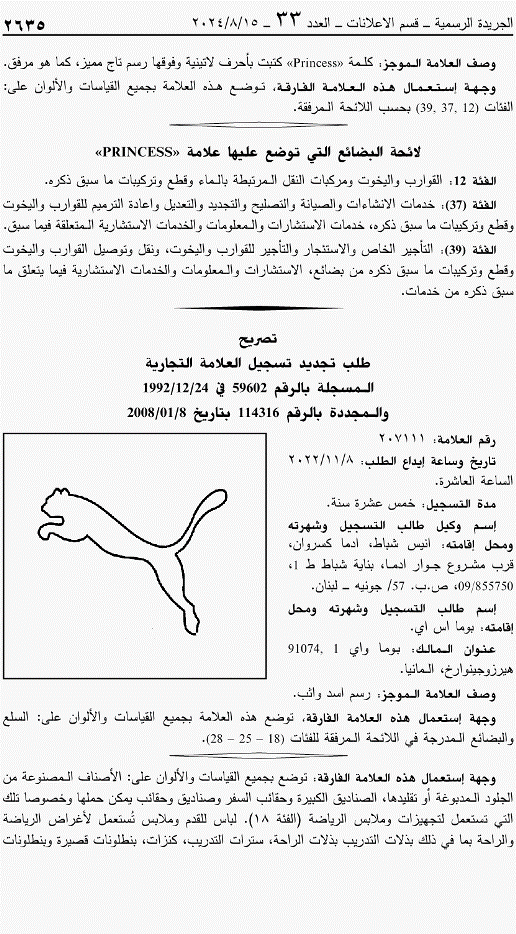 الجريدة الرسمية ـ قسم الاعلانات ـ العدد ٣٣ ـ ٢٠٢٤/٨/١٥
٢٦٣٥
وصف العلامة الموجز: كلمة «Princess» كتبت بأحرف لاتينية وفوقها رسم تاج مميز، كما هو مرفق.
وجهة إستعمال هذه العلامة الفارقة، توضع هذه العلامة بجميع القياسات والألوان على:
الفئات (12, 37, 39) بحسب اللائحة المرفقة.
لائحة البضائع التي توضع عليها علامة «PRINCESS»
الفئة 12: القوارب واليخوت ومركبات النقل المرتبطة بالماء وقطع وتركيبات ما سبق ذكره.
الفئة (37): خدمات الانشاءات والصيانة والتصليح والتجديد والتعديل واعادة الترميم للقوارب واليخوت
وقطع وتركيبات ما سبق ذكره، خدمات الاستشارات والمعلومات والخدمات الاستشارية المتعلقة فيما سبق.
الفئة (39): التأجير الخاص والاستئجار والتأجير للقوارب واليخوت، ونقل وتوصيل القوارب واليخوت
وقطع وتركيبات ما سبق ذكره من بضائع، الاستشارات والمعلومات والخدمات الاستشارية فيما يتعلق ما
سبق ذكره من خدمات.
تصريح
طلب تجديد تسجيل العلامة التجارية
المسجلة بالرقم 59602 في 1992/12/24
والمجددة بالرقم 114316 بتاريخ 2008/01/8
رقم العلامة: ٢٠٧١١١
تاريخ وساعة إيداع الطلب: ٢٠٢٢/١١/٨
الساعة العاشرة.
مدة التسجيل: خمس عشرة سنة.
إسم وكيل طالب التسجيل وشهرته
ومحل إقامته: انيس شباط، ادما كسروان،
قرب مشروع جوار ادما، بناية شباط ط 1،
09/855750، ص.ب. 57/ جونيه ــ لبنان.
إسم طالب التسجيل وشهرته ومحل
إقامته: بوما اس اي.
عنوان المالك: بوما واي 1 ,91074
هيرزوجينوارخ، المانيا.
وصف العلامة الموجز: رسم اسد واثب.
وجهة إستعمال هذه العلامة الفارقة، توضع هذه العلامة بجميع القياسات والألوان على: السلع
والبضائع المدرجة في اللائحة المرفقة للفئات (18 – 25 – 28).
وجهة إستعمال هذه العلامة الفارقة: توضع بجميع القياسات والألوان على: الأصناف المصنوعة من
الجلود المدبوغة أو تقليدها، الصناديق الكبيرة وحقائب السفر وصناديق وحقائب يمكن حملها وخصوصا تلك
التي تستعمل لتجهيزات وملابس الرياضة (الفئة ١٨). لباس للقدم وملابس تُستعمل لأغراض الرياضة
والراحة بما في ذلك بذلات التدريب بذلات الراحة، سترات التدريب، كنزات، بنطلونات قصيرة وبنطلونات